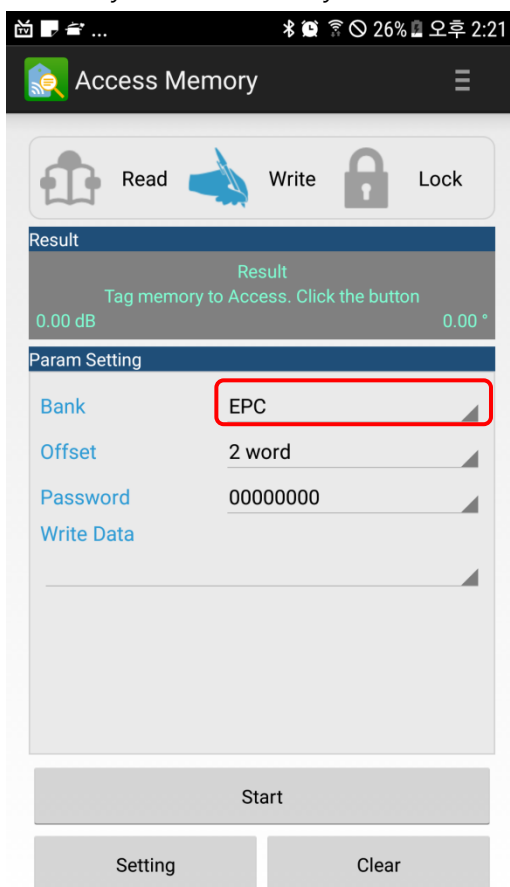 ... 26% 오후 2:21
Access Memory
Read Write Lock
Result
Result
Tag memory to Access. Click the button
0.00 dB 0.00 °
Param Setting
Bank EPC
Offset 2 word
Password 00000000
Write Data
Start
Setting Clear